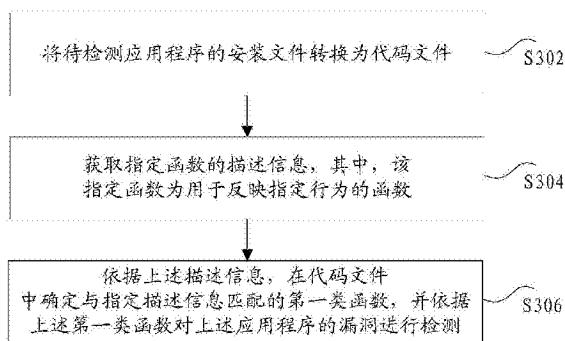 将待检测应用程序的安装文件转换为代码文件
S302
获取指定函数的描述信息，其中，该
指定函数为用于反映指定行为的函数
S304
依据上述描述信息，在代码文件
中确定与指定描述信息匹配的第一类函数，并依据
上述第一类函数对上述应用程序的漏洞进行检测
S306